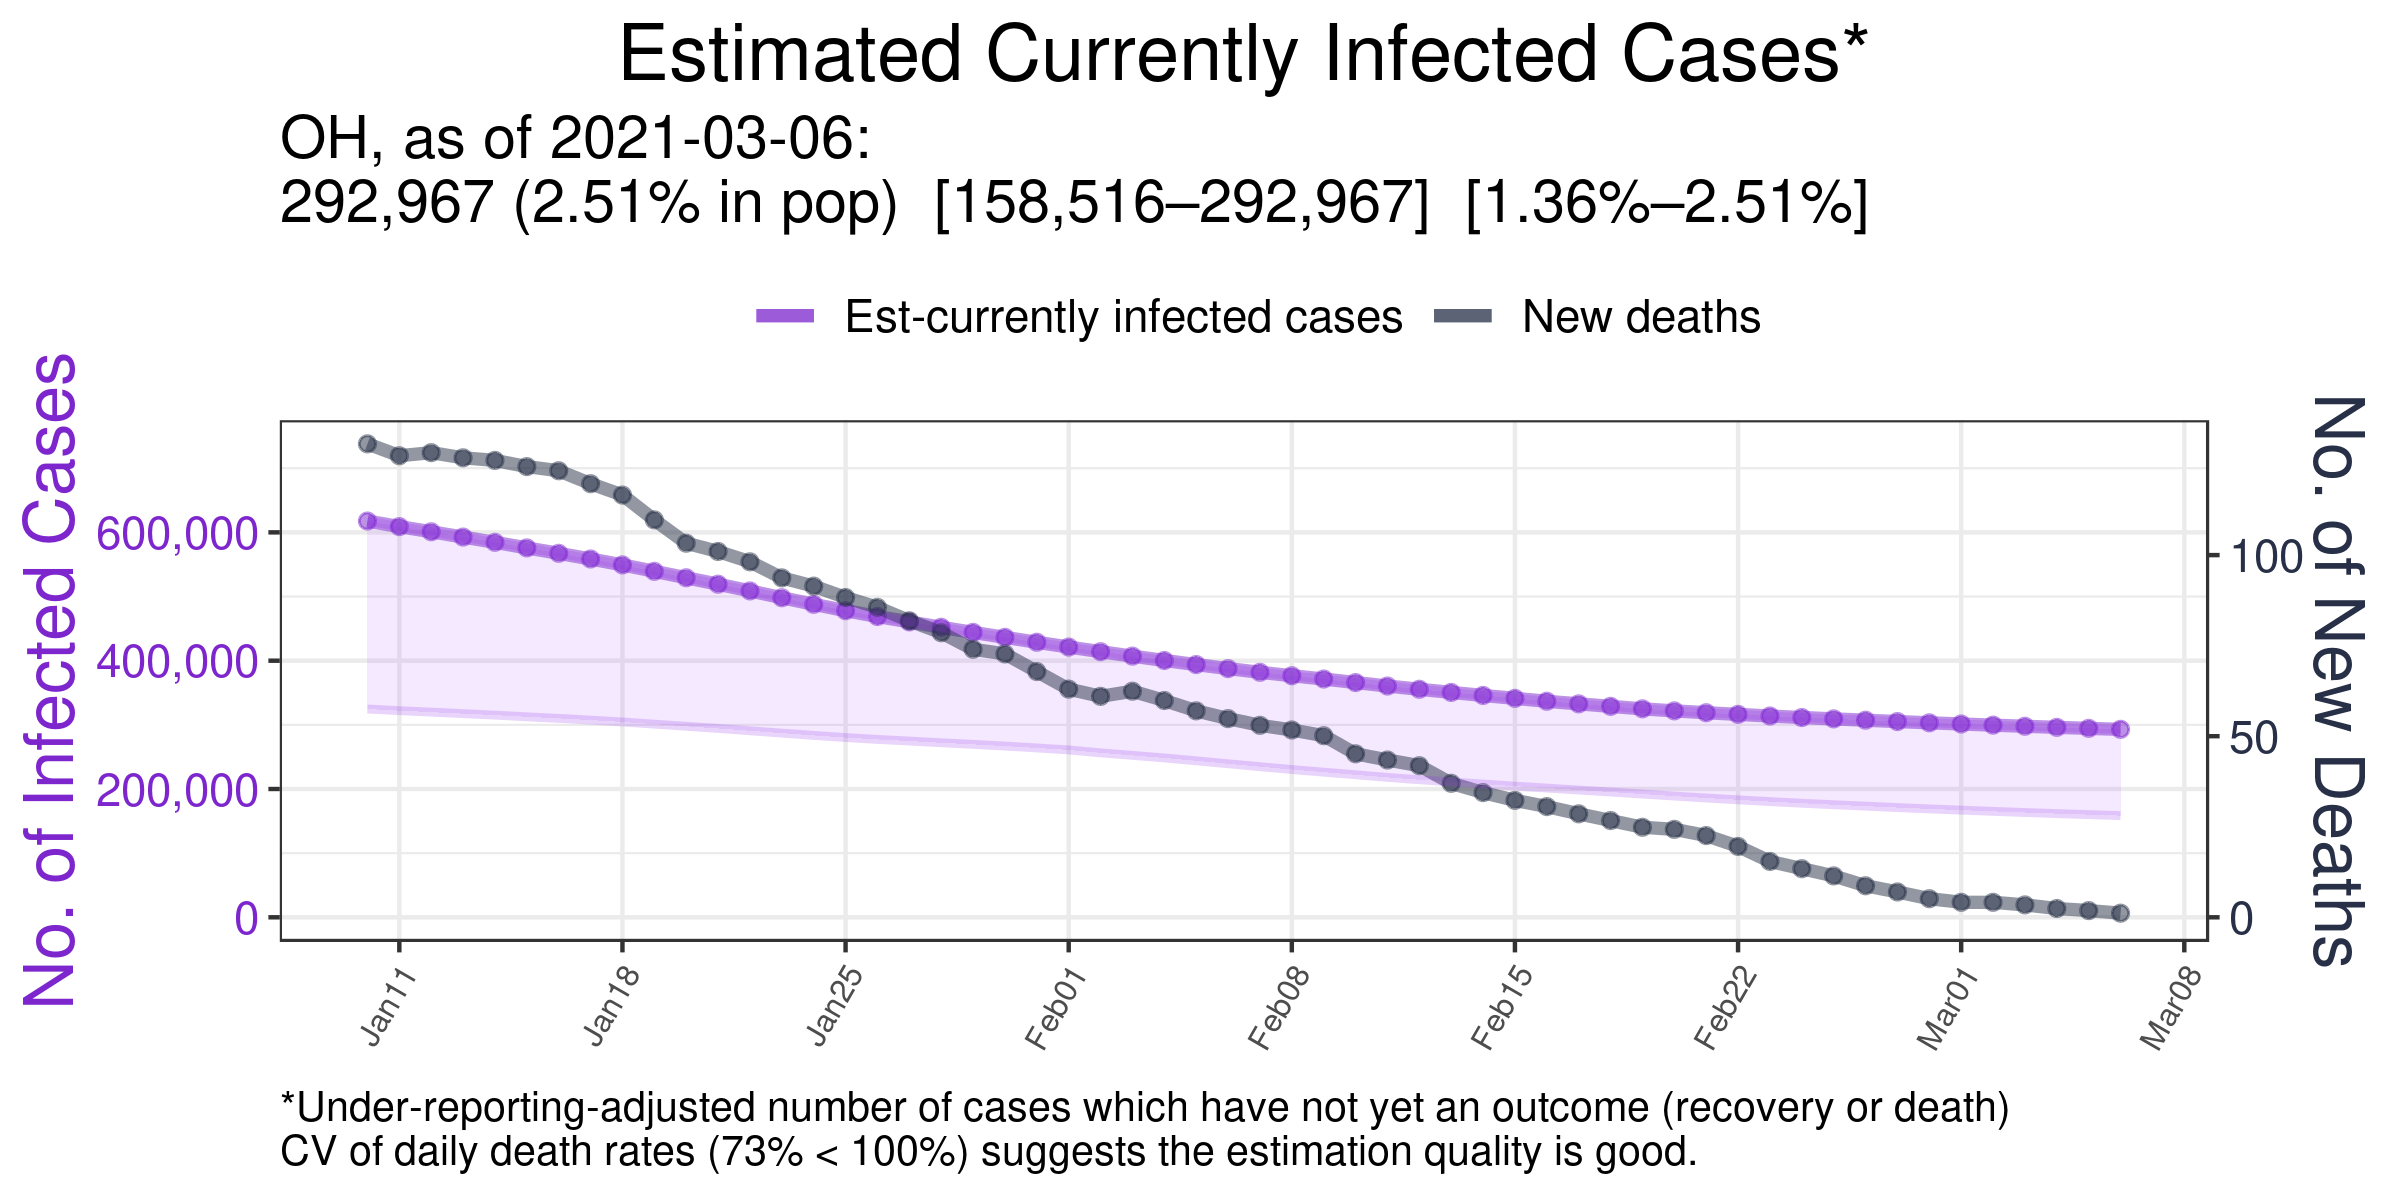 Estimated Currently Infected Cases*
OH, as of 2021-03-06:
292,967 (2.51% in pop) [158,516–292,967] [1.36%–2.51%]
Est-currently infected cases
New deaths
No. of Infected Cases
600,000
400,000
200,000
0
No. of New Deaths
100
50
0
Jan11
Jan18
Jan25
Feb01
Feb08
Feb15
Feb22
Mar01
Mar08
*Under-reporting-adjusted number of cases which have not yet an outcome (recovery or death)
CV of daily death rates (73% < 100%) suggests the estimation quality is good.